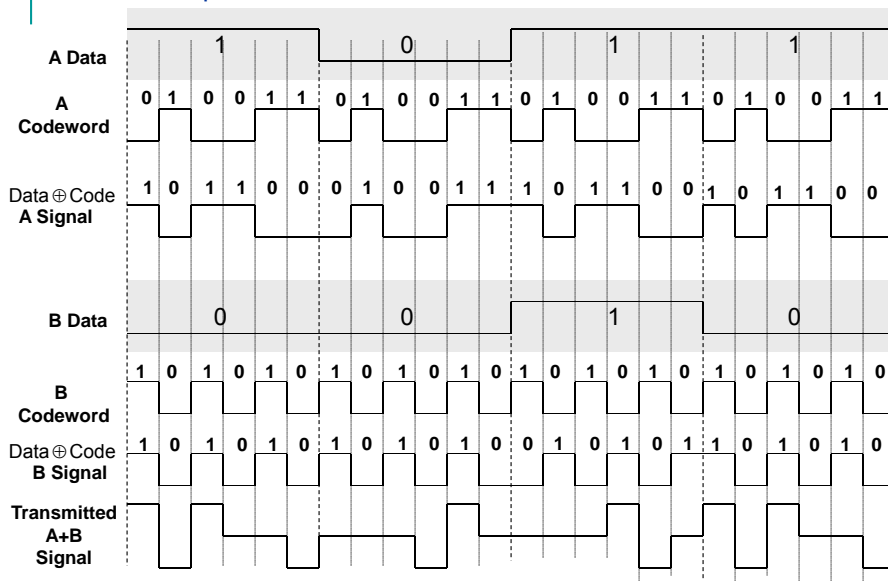 A Data 1 0 1 1
A
Codeword
0 1 0 0 1 1 0 1 0 0 1 1 0 1 0 0 1 1 0 1 0 0 1 1
Data ⊕ Code
A Signal
1 0 1 1 0 0 0 1 0 0 1 1 1 0 1 1 0 0 1 0 1 1 0 0
B Data 0 0 1 0
B
Codeword
1 0 1 0 1 0 1 0 1 0 1 0 1 0 1 0 1 0 1 0 1 0 1 0
Data ⊕ Code
B Signal
1 0 1 0 1 0 1 0 1 0 1 0 0 1 0 1 0 1 1 0 1 0 1 0
Transmitted
A+B
Signal